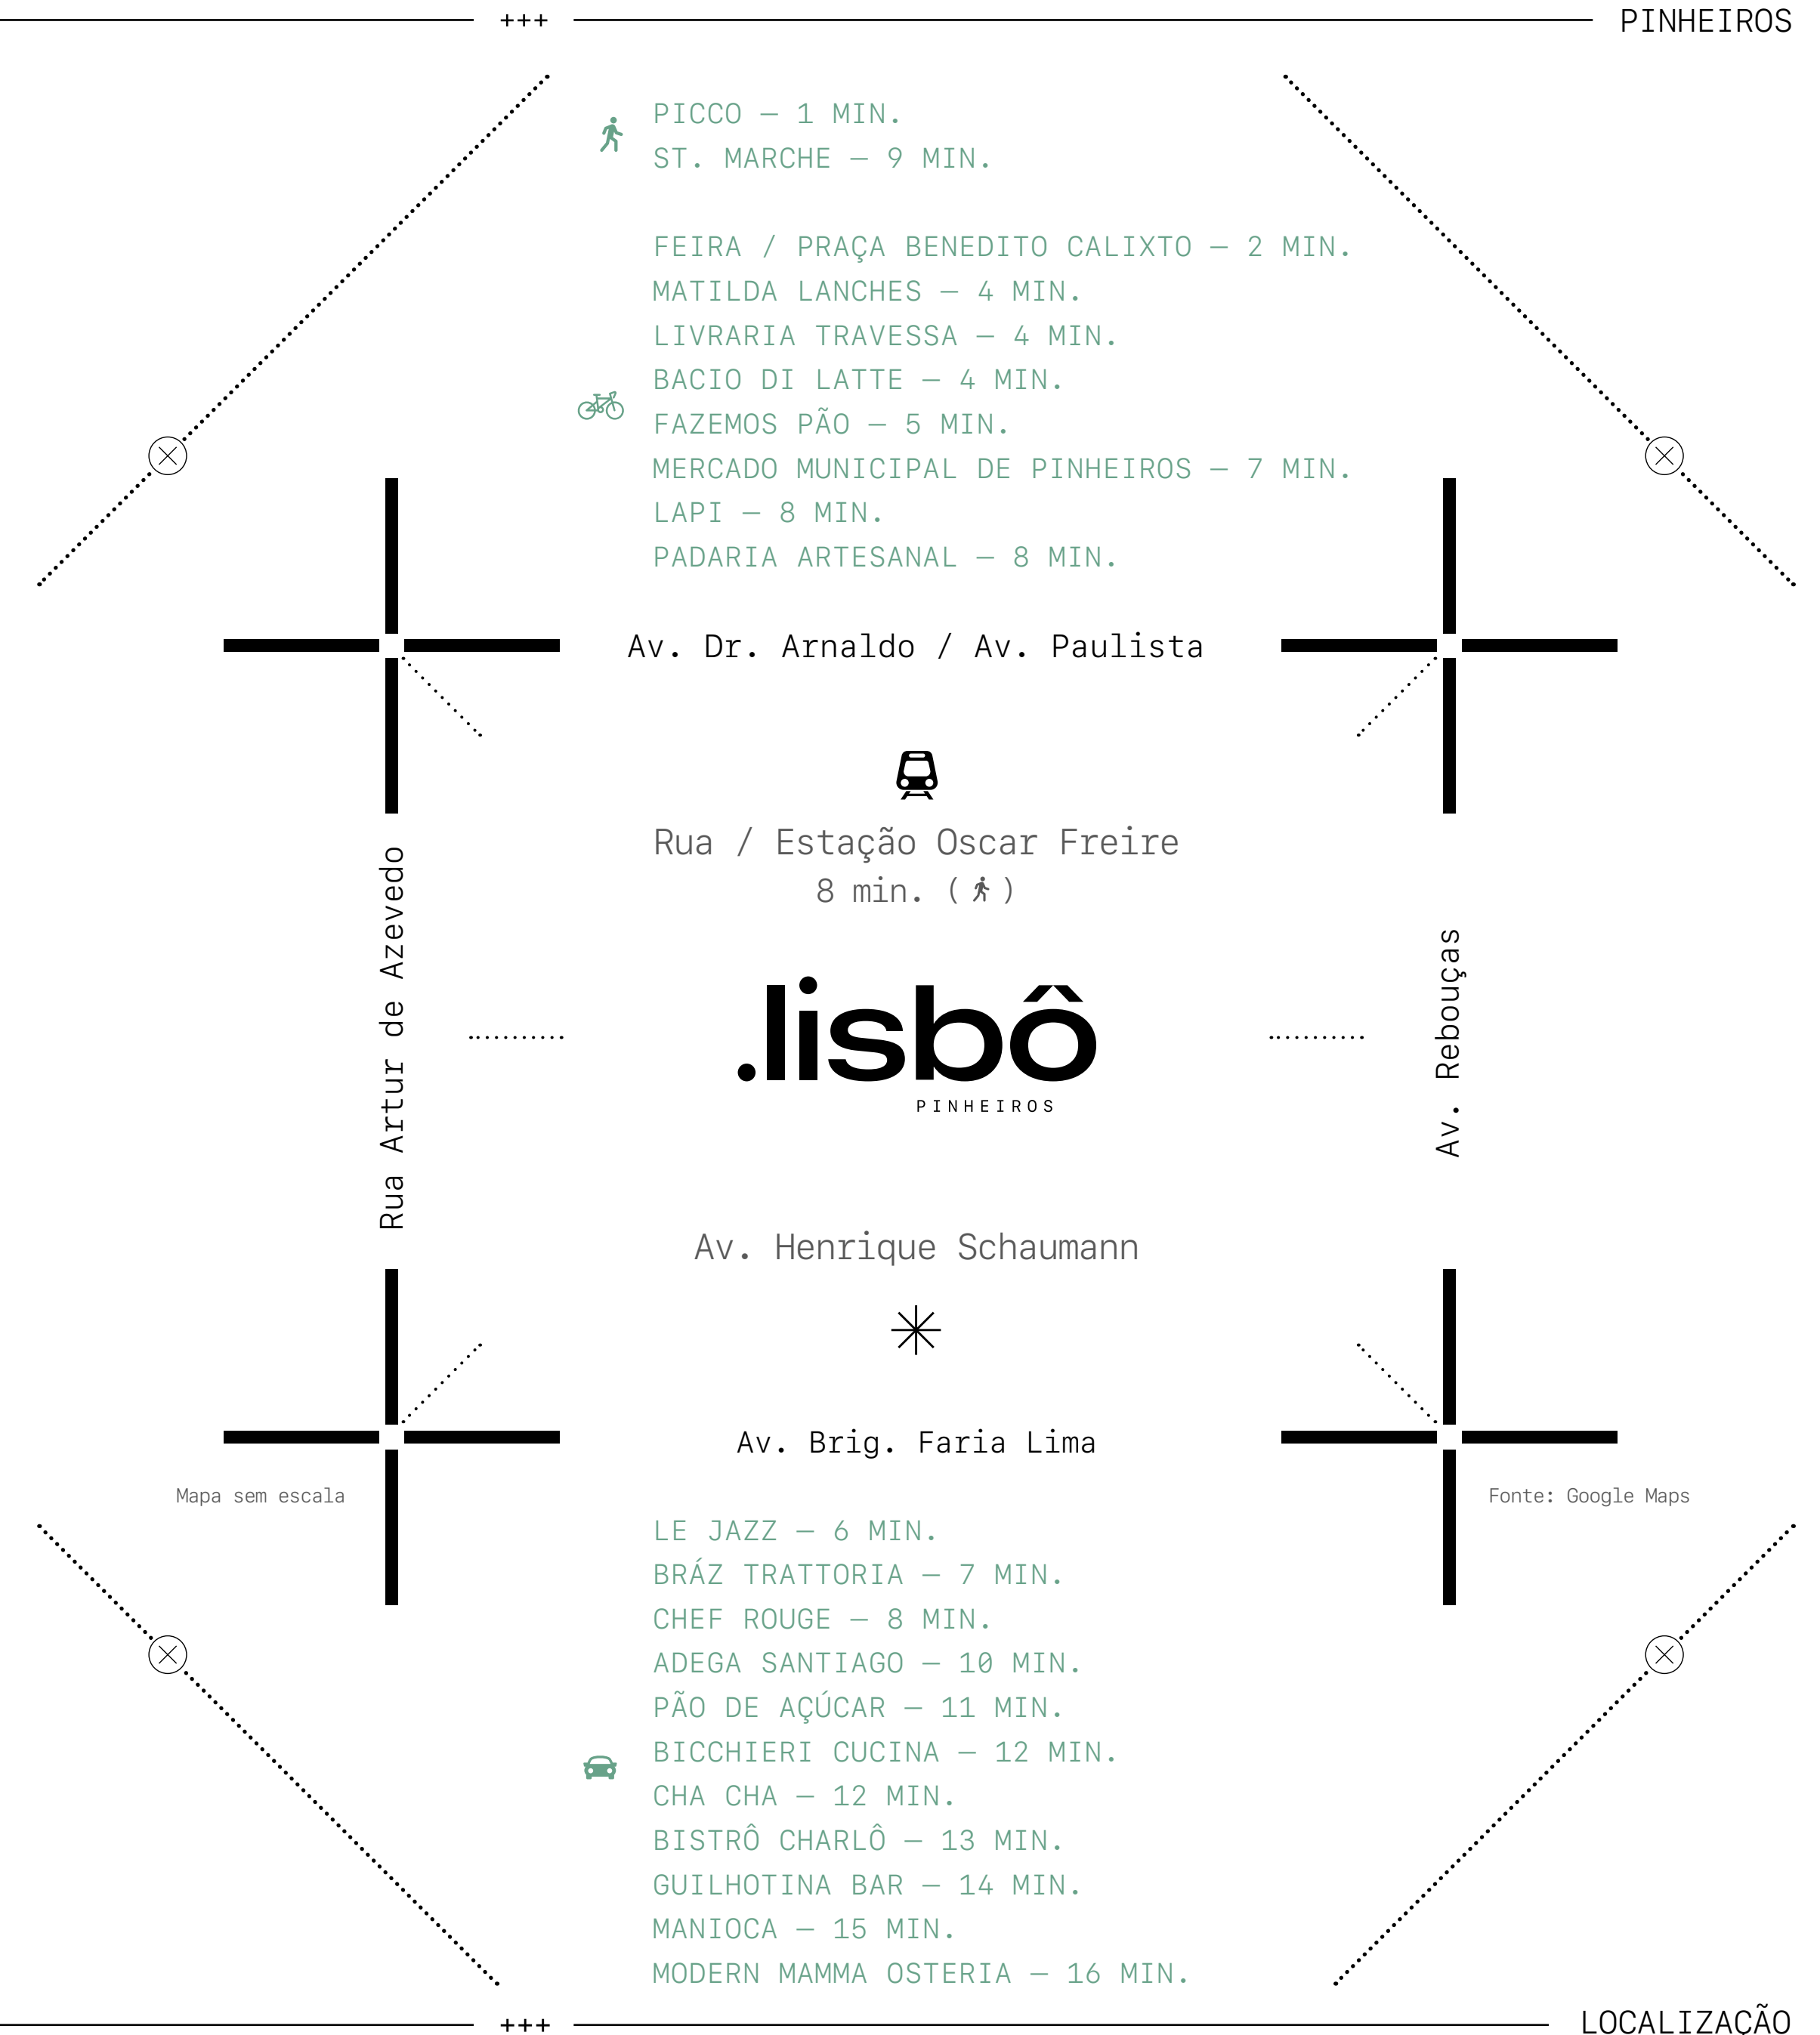 +++
PINHEIROS
PICCO — 1 MIN.
ST. MARCHE — 9 MIN.
FEIRA / PRAÇA BENEDITO CALIXTO — 2 MIN.
MATILDA LANCHES — 4 MIN.
LIVRARIA TRAVESSA — 4 MIN.
BACIO DI LATTE — 4 MIN.
FAZEMOS PÃO — 5 MIN.
MERCADO MUNICIPAL DE PINHEIROS — 7 MIN.
LAPI — 8 MIN.
PADARIA ARTESANAL — 8 MIN.
Av. Dr. Arnaldo / Av. Paulista
Rua / Estação Oscar Freire
8 min. ( )
Rua Artur de Azevedo
.lisbô
PINHEIROS
Av. Rebouças
Av. Henrique Schaumann
Av. Brig. Faria Lima
Mapa sem escala
Fonte: Google Maps
LE JAZZ — 6 MIN.
BRÁZ TRATTORIA — 7 MIN.
CHEF ROUGE — 8 MIN.
ADEGA SANTIAGO — 10 MIN.
PÃO DE AÇÚCAR — 11 MIN.
BICCHIERI CUCINA — 12 MIN.
CHA CHA — 12 MIN.
BISTRÔ CHARLÔ — 13 MIN.
GUILHOTINA BAR — 14 MIN.
MANIOCA — 15 MIN.
MODERN MAMMA OSTERIA — 16 MIN.
+++
LOCALIZAÇÃO